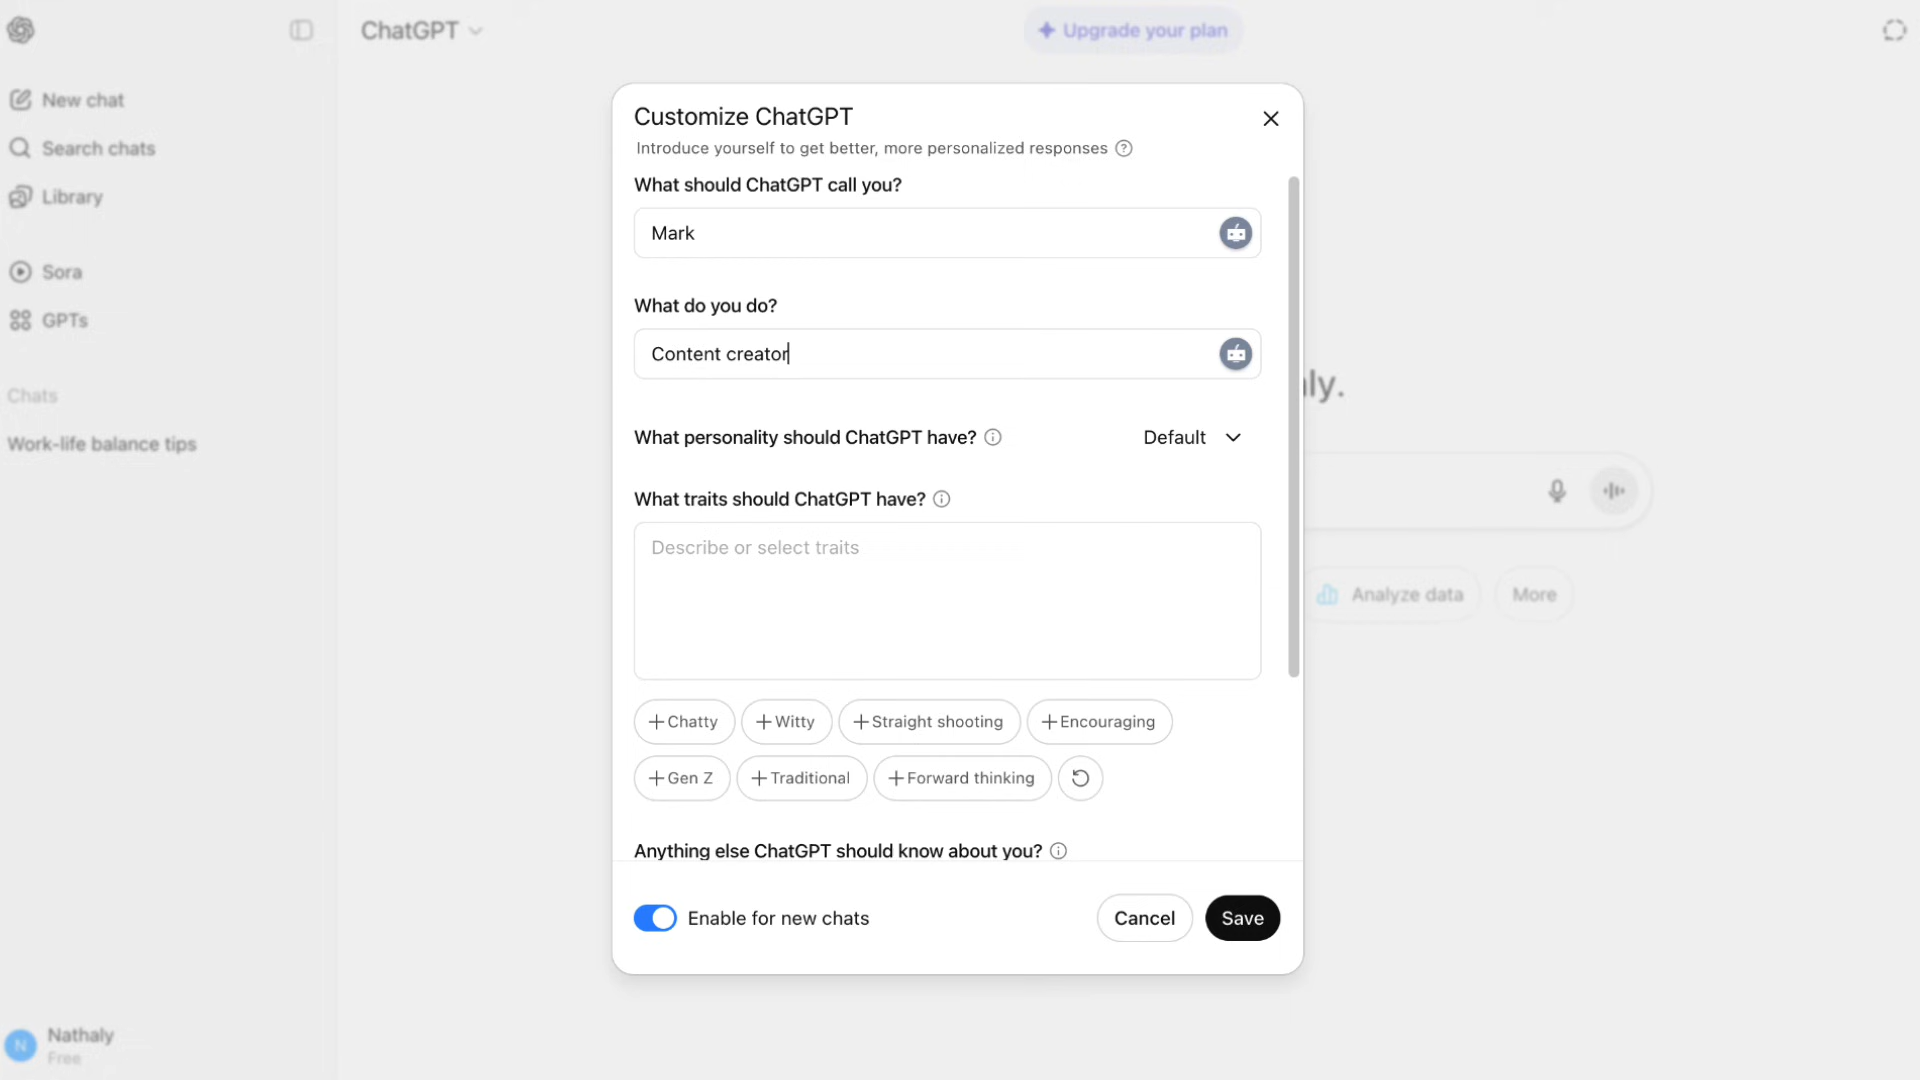 ChatGPT
Upgrade your plan
New chat
Search chats
Library
Sora
GPTs
Chats
Work-life balance tips
Customize ChatGPT
Introduce yourself to get better, more personalized responses
What should ChatGPT call you?
Mark
What do you do?
Content creator
What personality should ChatGPT have?
Default
What traits should ChatGPT have?
Describe or select traits
Chatty
Witty
Straight shooting
Encouraging
Gen Z
Traditional
Forward thinking
Anything else ChatGPT should know about you?
Enable for new chats
Cancel
Save
ly.
Analyze data
More
N
Nathaly
Free